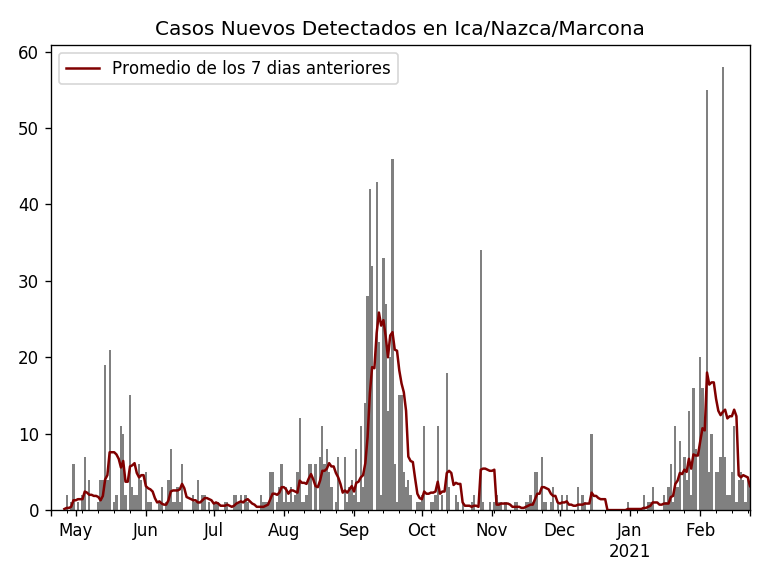 Casos Nuevos Detectados en Ica/Nazca/Marcona
Promedio de los 7 dias anteriores
60
50
40
30
20
10
0
May Jun Jul Aug Sep Oct Nov Dec Jan Feb
2021